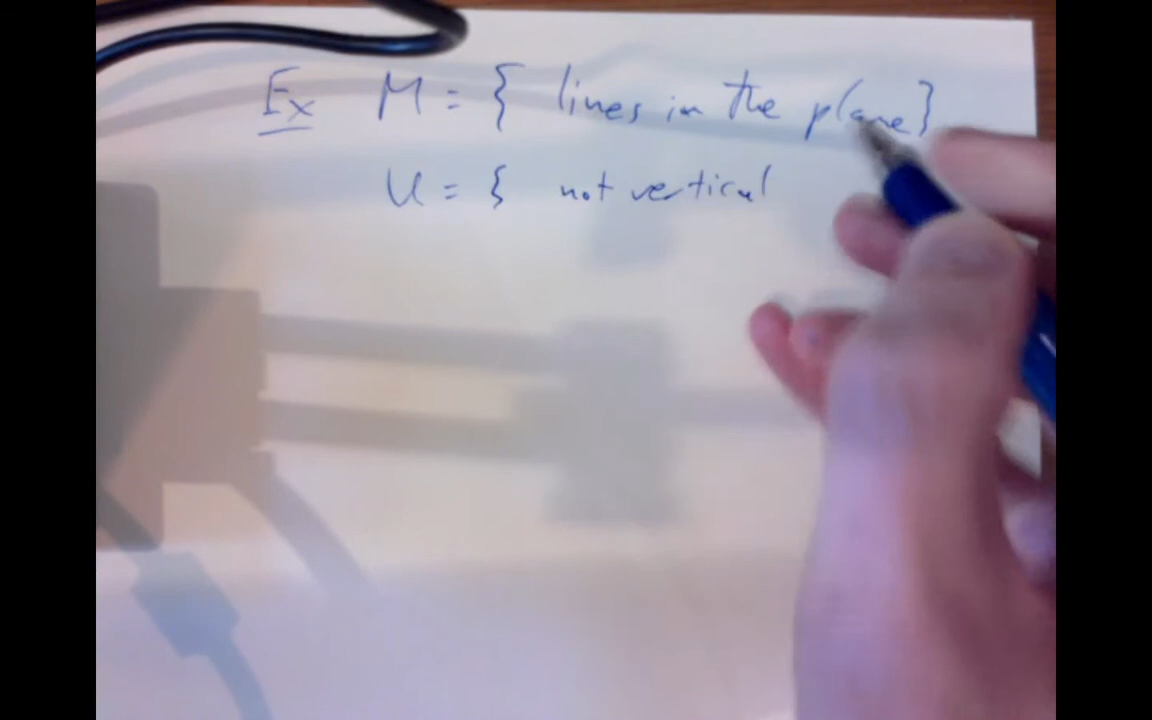 Ex M = { lines in the plane}
U = { not vertical